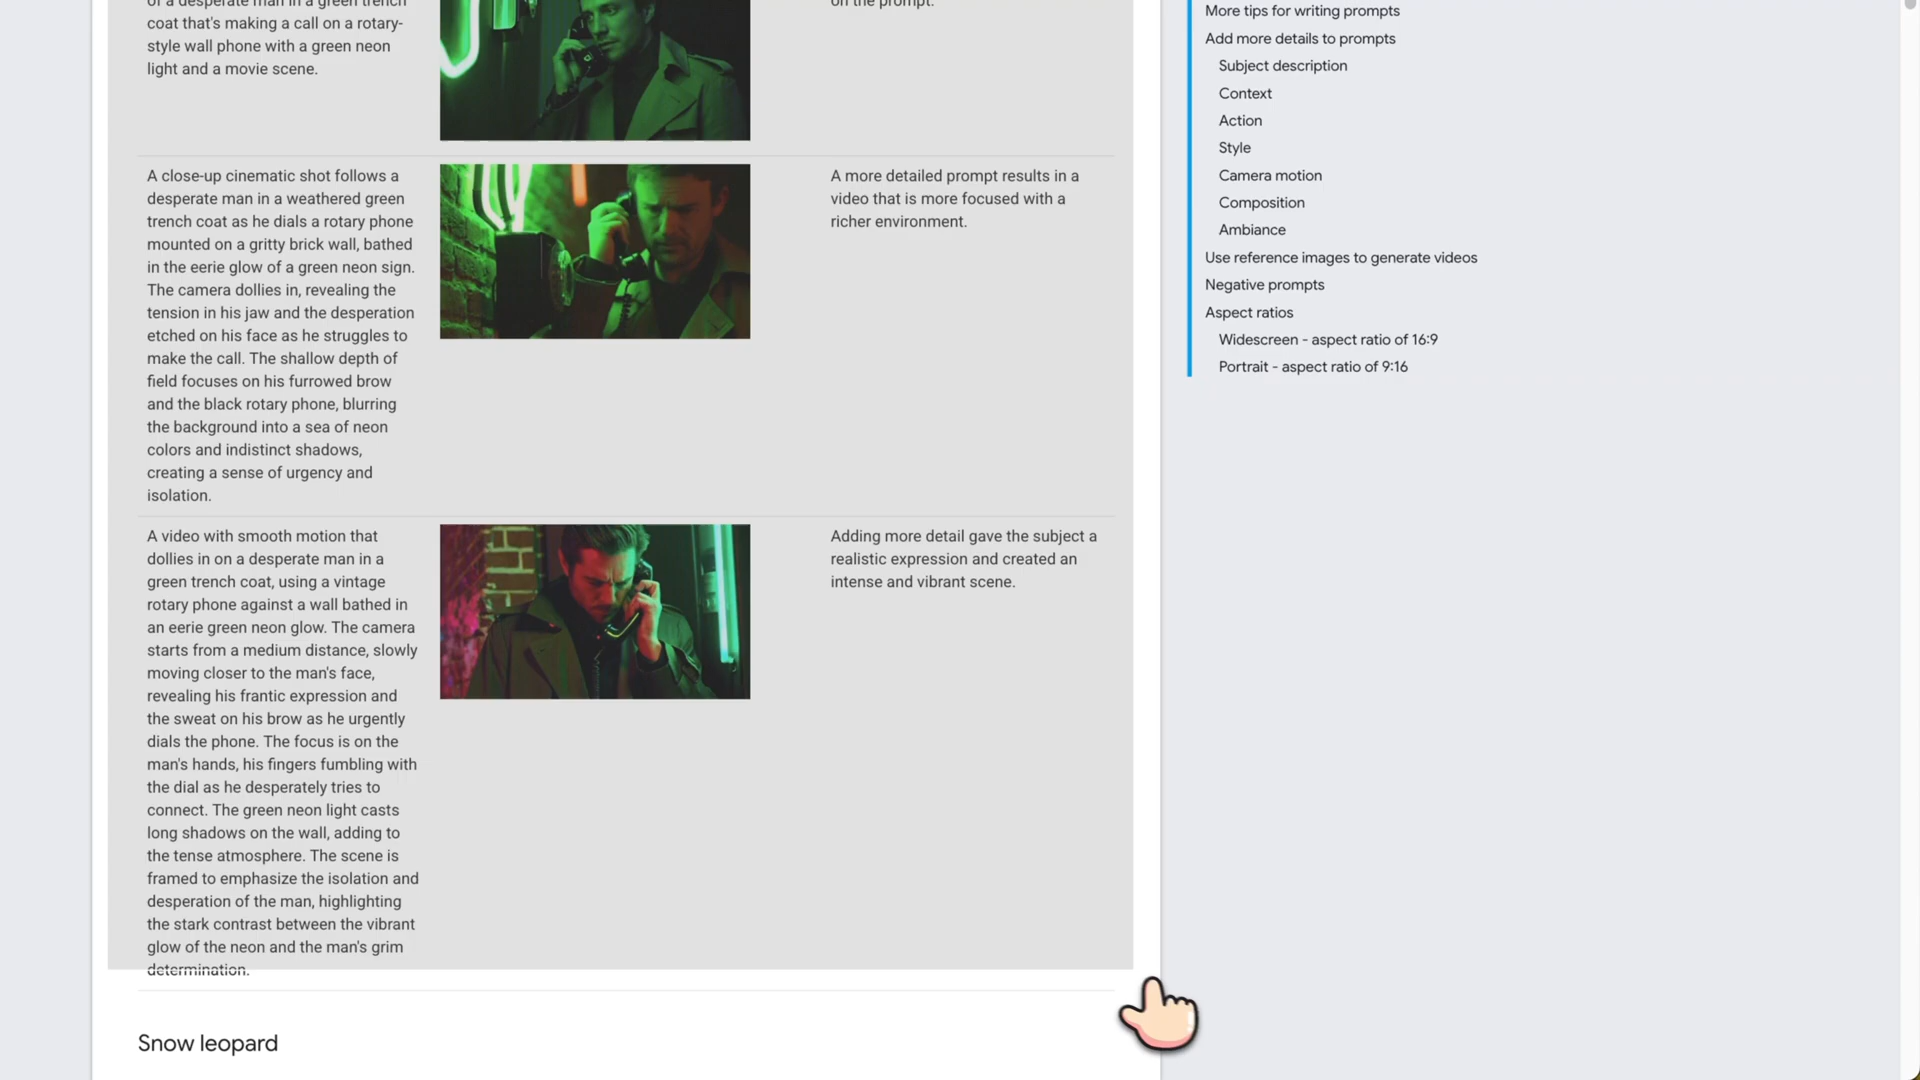 of a desperate man in a green trench
coat that's making a call on a rotary-
style wall phone with a green neon
light and a movie scene.
on the prompt.
A close-up cinematic shot follows a
desperate man in a weathered green
trench coat as he dials a rotary phone
mounted on a gritty brick wall, bathed
in the eerie glow of a green neon sign.
The camera dollies in, revealing the
tension in his jaw and the desperation
etched on his face as he struggles to
make the call. The shallow depth of
field focuses on his furrowed brow
and the black rotary phone, blurring
the background into a sea of neon
colors and indistinct shadows,
creating a sense of urgency and
isolation.
A more detailed prompt results in a
video that is more focused with a
richer environment.
A video with smooth motion that
dollies in on a desperate man in a
green trench coat, using a vintage
rotary phone against a wall bathed in
an eerie green neon glow. The camera
starts from a medium distance, slowly
moving closer to the man's face,
revealing his frantic expression and
the sweat on his brow as he urgently
dials the phone. The focus is on the
man's hands, his fingers fumbling with
the dial as he desperately tries to
connect. The green neon light casts
long shadows on the wall, adding to
the tense atmosphere. The scene is
framed to emphasize the isolation and
desperation of the man, highlighting
the stark contrast between the vibrant
glow of the neon and the man's grim
determination.
Adding more detail gave the subject a
realistic expression and created an
intense and vibrant scene.
Snow leopard
More tips for writing prompts
Add more details to prompts
Subject description
Context
Action
Style
Camera motion
Composition
Ambiance
Use reference images to generate videos
Negative prompts
Aspect ratios
Widescreen - aspect ratio of 16:9
Portrait - aspect ratio of 9:16